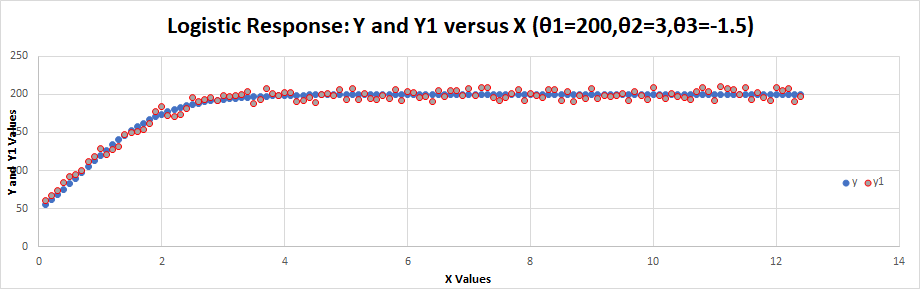 Logistic Response: Y and Y1 versus X (θ1=200,θ2=3,θ3=-1.5)
250
200
150
100
50
0
Y and Y1 Values
0 2 4 6 8 10 12 14
X Values
y y1